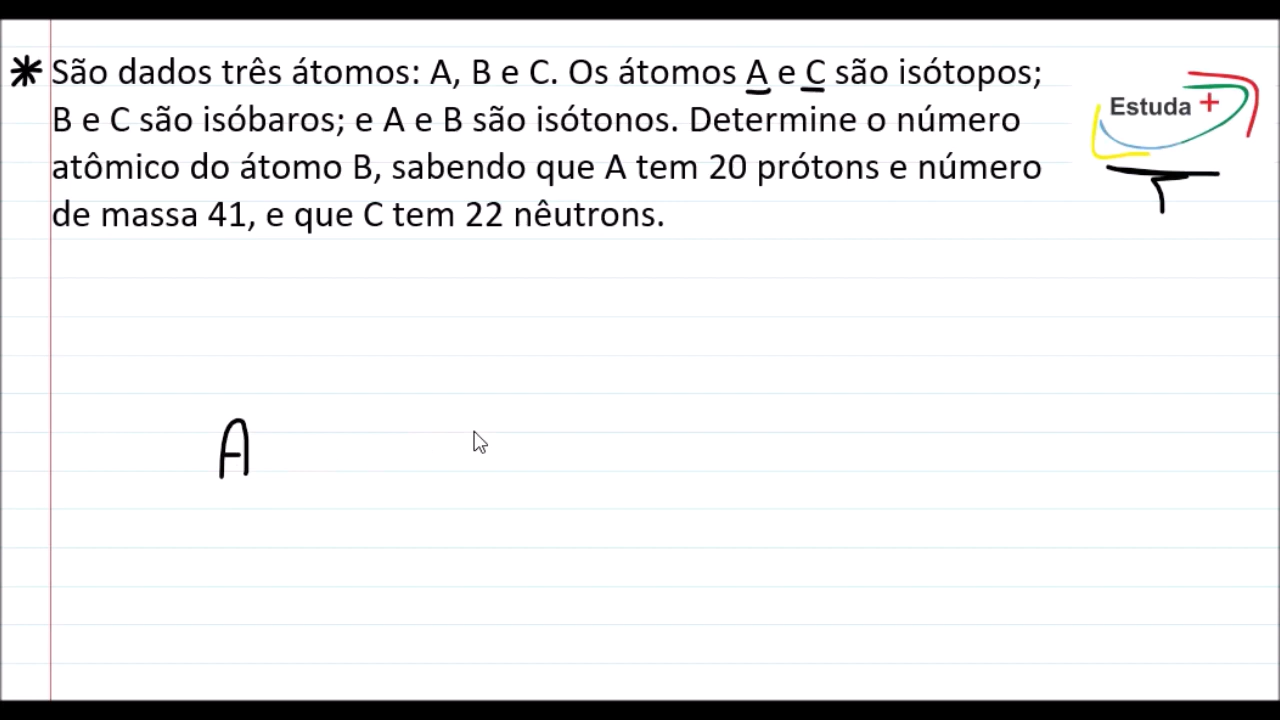 * São dados três átomos: A, B e C. Os átomos A e C são isótopos;
B e C são isóbaros; e A e B são isótonos. Determine o número
atômico do átomo B, sabendo que A tem 20 prótons e número
de massa 41, e que C tem 22 nêutrons.
Estuda +
A